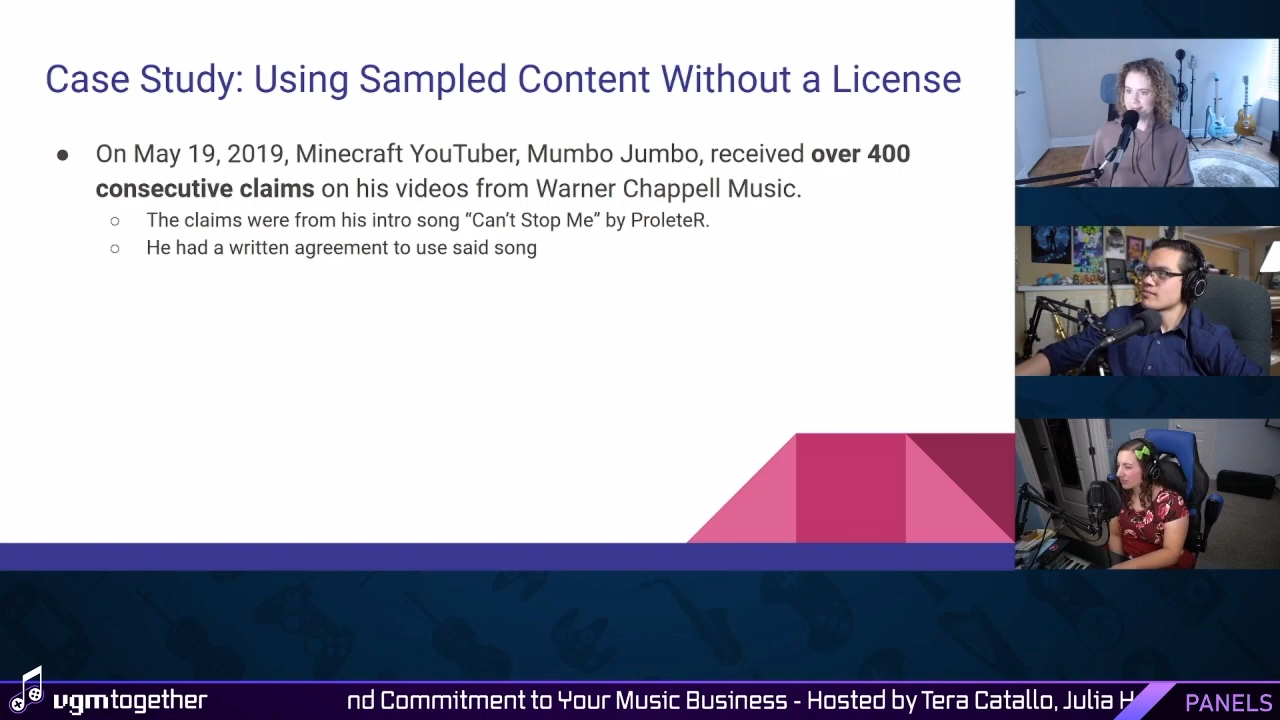 Case Study: Using Sampled Content Without a License
● On May 19, 2019, Minecraft YouTuber, Mumbo Jumbo, received over 400
consecutive claims on his videos from Warner Chappell Music.
○ The claims were from his intro song “Can’t Stop Me” by ProleteR.
○ He had a written agreement to use said song
vgmtogether
nd Commitment to Your Music Business - Hosted by Tera Catallo, Julia H
PANELS